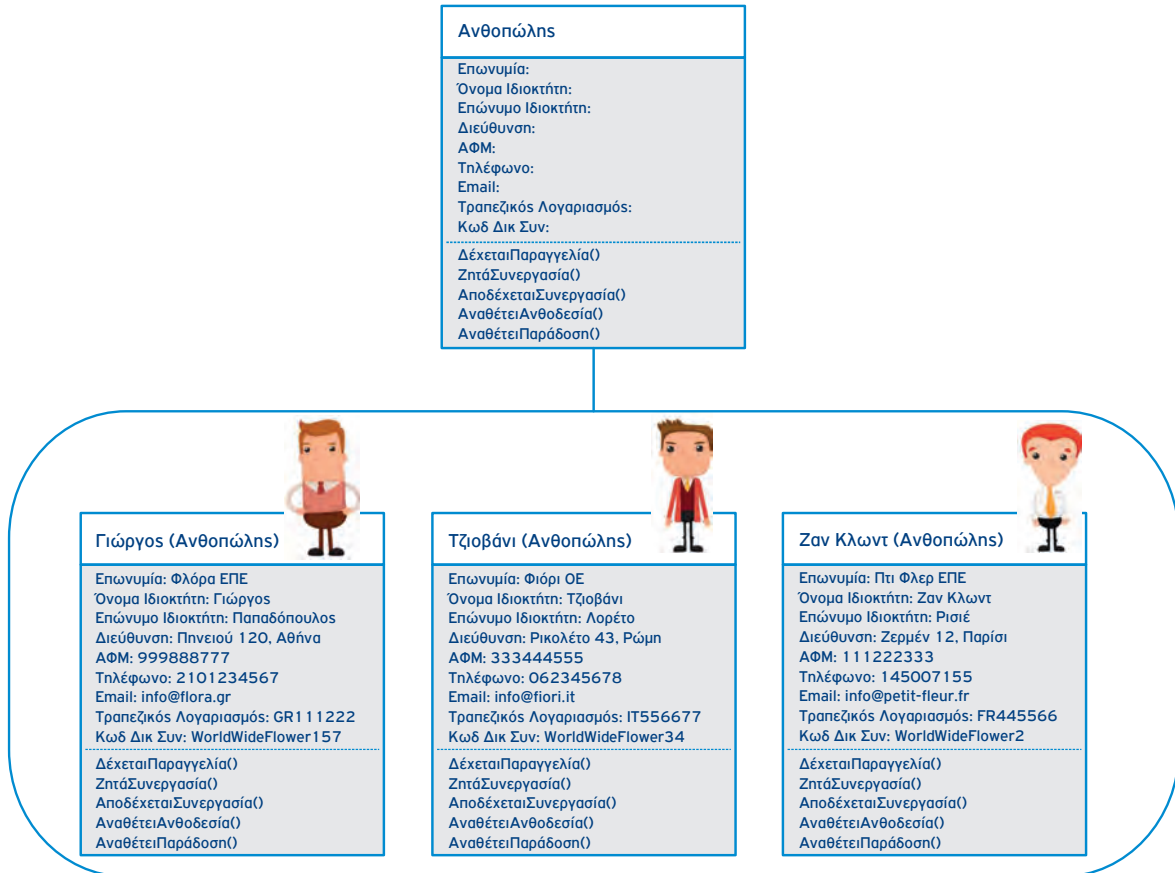 Ανθοπώλης
Επωνυμία:
Όνομα Ιδιοκτήτη:
Επώνυμο Ιδιοκτήτη:
Διεύθυνση:
ΑΦΜ:
Τηλέφωνο:
Email:
Τραπεζικός Λογαριασμός:
Κωδ Δικ Συν:
ΔέχεταιΠαραγγελία()
ΖητάΣυνεργασία()
ΑποδέχεταιΣυνεργασία()
ΑναθέτειΑνθοδεσία()
ΑναθέτειΠαράδοση()
Γιώργος (Ανθοπώλης)
Επωνυμία: Φλόρα ΕΠΕ
Όνομα Ιδιοκτήτη: Γιώργος
Επώνυμο Ιδιοκτήτη: Παπαδόπουλος
Διεύθυνση: Πηνειού 120, Αθήνα
ΑΦΜ: 999888777
Τηλέφωνο: 2101234567
Email: info@flora.gr
Τραπεζικός Λογαριασμός: GR111222
Κωδ Δικ Συν: WorldWideFlower157
ΔέχεταιΠαραγγελία()
ΖητάΣυνεργασία()
ΑποδέχεταιΣυνεργασία()
ΑναθέτειΑνθοδεσία()
ΑναθέτειΠαράδοση()
Τζιοβάνι (Ανθοπώλης)
Επωνυμία: Φιόρι ΟΕ
Όνομα Ιδιοκτήτη: Τζιοβάνι
Επώνυμο Ιδιοκτήτη: Λορέτο
Διεύθυνση: Ρικολέτο 43, Ρώμη
ΑΦΜ: 333444555
Τηλέφωνο: 062345678
Email: info@fiori.it
Τραπεζικός Λογαριασμός: IT556677
Κωδ Δικ Συν: WorldWideFlower34
ΔέχεταιΠαραγγελία()
ΖητάΣυνεργασία()
ΑποδέχεταιΣυνεργασία()
ΑναθέτειΑνθοδεσία()
ΑναθέτειΠαράδοση()
Ζαν Κλωντ (Ανθοπώλης)
Επωνυμία: Πτι Φλερ ΕΠΕ
Όνομα Ιδιοκτήτη: Ζαν Κλωντ
Επώνυμο Ιδιοκτήτη: Ρισιέ
Διεύθυνση: Ζερμέν 12, Παρίσι
ΑΦΜ: 111222333
Τηλέφωνο: 145007155
Email: info@petit-fleur.fr
Τραπεζικός Λογαριασμός: FR445566
Κωδ Δικ Συν: WorldWideFlower2
ΔέχεταιΠαραγγελία()
ΖητάΣυνεργασία()
ΑποδέχεταιΣυνεργασία()
ΑναθέτειΑνθοδεσία()
ΑναθέτειΠαράδοση()